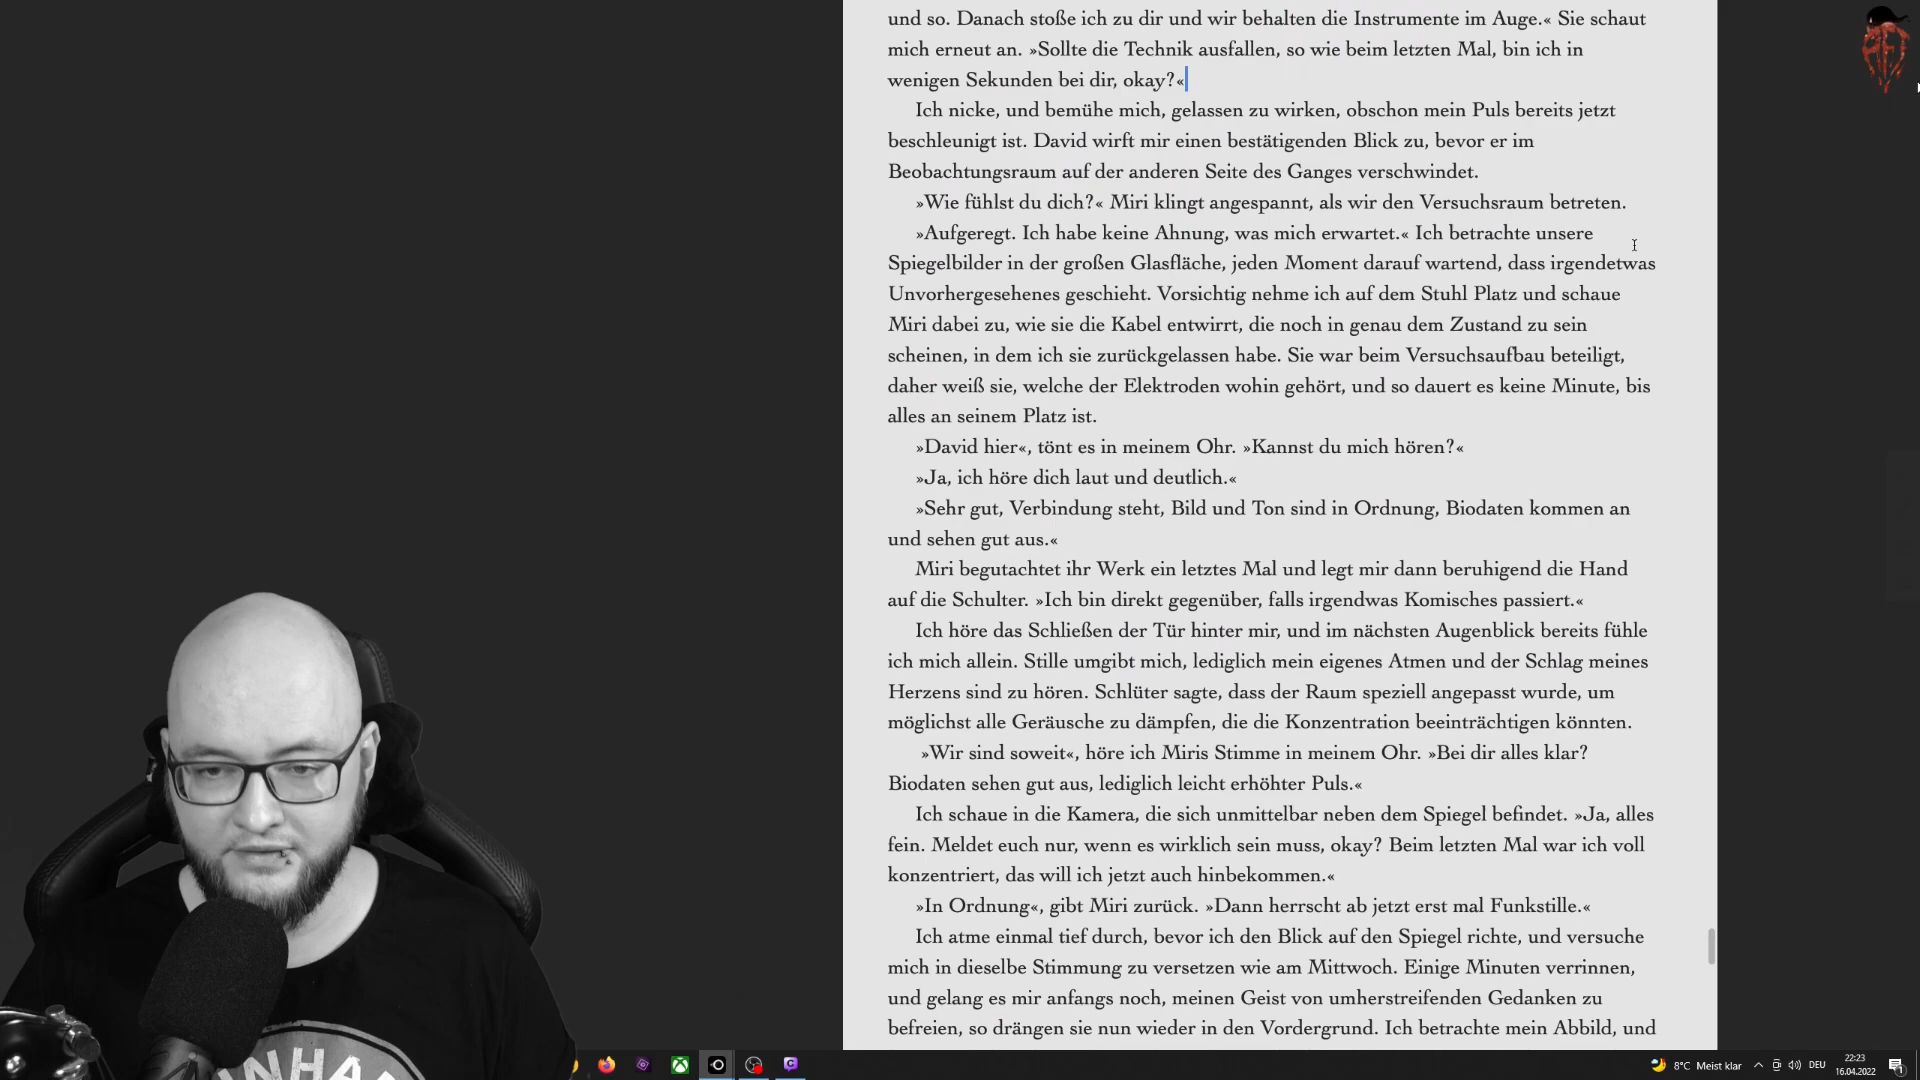 und so. Danach stoße ich zu dir und wir behalten die Instrumente im Auge.« Sie schaut
mich erneut an. »Sollte die Technik ausfallen, so wie beim letzten Mal, bin ich in
wenigen Sekunden bei dir, okay?«
Ich nicke, und bemühe mich, gelassen zu wirken, obschon mein Puls bereits jetzt
beschleunigt ist. David wirft mir einen bestätigenden Blick zu, bevor er im
Beobachtungsraum auf der anderen Seite des Ganges verschwindet.
»Wie fühlst du dich?« Miri klingt angespannt, als wir den Versuchsraum betreten.
»Aufgeregt. Ich habe keine Ahnung, was mich erwartet.« Ich betrachte unsere
Spiegelbilder in der großen Glasfläche, jeden Moment darauf wartend, dass irgendetwas
Unvorhergesehenes geschieht. Vorsichtig nehme ich auf dem Stuhl Platz und schaue
Miri dabei zu, wie sie die Kabel entwirrt, die noch in genau dem Zustand zu sein
scheinen, in dem ich sie zurückgelassen habe. Sie war beim Versuchsaufbau beteiligt,
daher weiß sie, welche der Elektroden wohin gehört, und so dauert es keine Minute, bis
alles an seinem Platz ist.
»David hier«, tönt es in meinem Ohr. »Kannst du mich hören?«
»Ja, ich höre dich laut und deutlich.«
»Sehr gut, Verbindung steht, Bild und Ton sind in Ordnung, Biodaten kommen an
und sehen gut aus.«
Miri begutachtet ihr Werk ein letztes Mal und legt mir dann beruhigend die Hand
auf die Schulter. »Ich bin direkt gegenüber, falls irgendwas Komisches passiert.«
Ich höre das Schließen der Tür hinter mir, und im nächsten Augenblick bereits fühle
ich mich allein. Stille umgibt mich, lediglich mein eigenes Atmen und der Schlag meines
Herzens sind zu hören. Schlüter sagte, dass der Raum speziell angepasst wurde, um
möglichst alle Geräusche zu dämpfen, die die Konzentration beeinträchtigen könnten.
»Wir sind soweit«, höre ich Miris Stimme in meinem Ohr. »Bei dir alles klar?
Biodaten sehen gut aus, lediglich leicht erhöhter Puls.«
Ich schaue in die Kamera, die sich unmittelbar neben dem Spiegel befindet. »Ja, alles
fein. Meldet euch nur, wenn es wirklich sein muss, okay? Beim letzten Mal war ich voll
konzentriert, das will ich jetzt auch hinbekommen.«
»In Ordnung«, gibt Miri zurück. »Dann herrscht ab jetzt erst mal Funkstille.«
Ich atme einmal tief durch, bevor ich den Blick auf den Spiegel richte, und versuche
mich in dieselbe Stimmung zu versetzen wie am Mittwoch. Einige Minuten verrinnen,
und gelang es mir anfangs noch, meinen Geist von umherstreifenden Gedanken zu
befreien, so drängen sie nun wieder in den Vordergrund. Ich betrachte mein Abbild, und
8°C Meist klar
DEU
22:23
16.04.2022